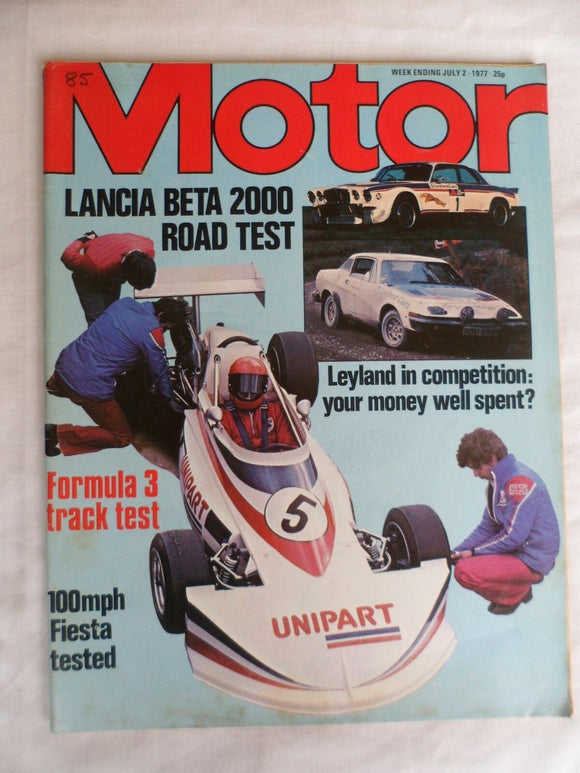 85
WEEK ENDING JULY 2 · 1977 · 25p
Motor
LANCIA BETA 2000
ROAD TEST
1
Leyland in competition:
your money well spent?
Formula 3
track test
UNIPART
5
100mph
Fiesta
tested
UNIPART